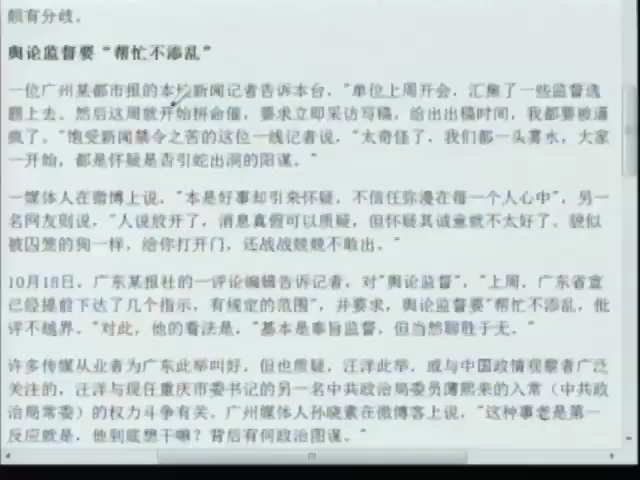 颇有分歧。
舆论监督要“帮忙不添乱”
一位广州某都市报的本埠新闻记者告诉本台，“单位上周开会，汇集了一些监督选
题上去。然后这周就开始拼命催，要求立即采访写稿，给出出稿时间，我都要被逼
疯了。”饱受新闻禁令之苦的这位一线记者说，“太奇怪了，我们都一头雾水，大家
一开始，都是怀疑是否引蛇出洞的阳谋。”
一媒体人在微博上说，“本是好事却引来怀疑，不信任弥漫在每一个人心中”，另一
名网友则说，“人说放开了，消息真假可以质疑，但怀疑其诚意就不太好了。貌似
被囚笼的狗一样，给你打开门，还战战兢兢不敢出。”
10月18日，广东某报社的一评论编辑告诉记者，对“舆论监督”，“上周，广东省宣
已经提前下达了几个指示，有规定的范围”，并要求，舆论监督要“帮忙不添乱，批
评不越界。”对此，他的看法是，“基本是奉旨监督，但当然聊胜于无。”
许多传媒从业者为广东此举叫好，但也质疑，汪洋此举，或与中国政情观察者广泛
关注的，汪洋与现任重庆市委书记的另一名中共政治局委员薄熙来的入常（中共政
治局常委）的权力斗争有关。广州媒体人孙晓素在微博客上说，“这种事老是第一
反应就是，他到底想干嘛？背后有何政治图谋。”